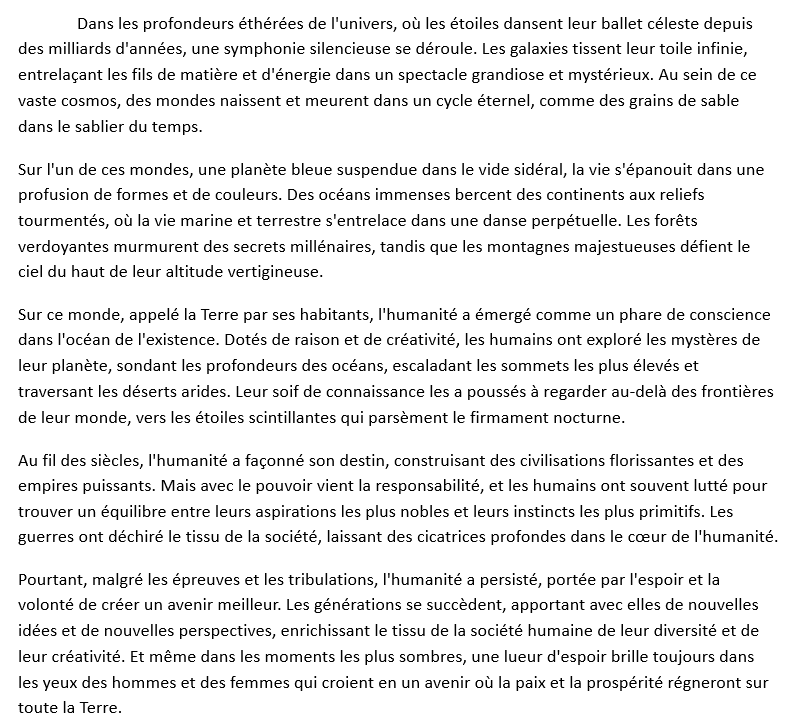 Dans les profondeurs éthérées de l'univers, où les étoiles dansent leur ballet céleste depuis
des milliards d'années, une symphonie silencieuse se déroule. Les galaxies tissent leur toile infinie,
entrelaçant les fils de matière et d'énergie dans un spectacle grandiose et mystérieux. Au sein de ce
vaste cosmos, des mondes naissent et meurent dans un cycle éternel, comme des grains de sable
dans le sablier du temps.
Sur l'un de ces mondes, une planète bleue suspendue dans le vide sidéral, la vie s'épanouit dans une
profusion de formes et de couleurs. Des océans immenses bercent des continents aux reliefs
tourmentés, où la vie marine et terrestre s'entrelace dans une danse perpétuelle. Les forêts
verdoyantes murmurent des secrets millénaires, tandis que les montagnes majestueuses défient le
ciel du haut de leur altitude vertigineuse.
Sur ce monde, appelé la Terre par ses habitants, l'humanité a émergé comme un phare de conscience
dans l'océan de l'existence. Dotés de raison et de créativité, les humains ont exploré les mystères de
leur planète, sondant les profondeurs des océans, escaladant les sommets les plus élevés et
traversant les déserts arides. Leur soif de connaissance les a poussés à regarder au-delà des frontières
de leur monde, vers les étoiles scintillantes qui parsèment le firmament nocturne.
Au fil des siècles, l'humanité a façonné son destin, construisant des civilisations florissantes et des
empires puissants. Mais avec le pouvoir vient la responsabilité, et les humains ont souvent lutté pour
trouver un équilibre entre leurs aspirations les plus nobles et leurs instincts les plus primitifs. Les
guerres ont déchiré le tissu de la société, laissant des cicatrices profondes dans le cœur de l'humanité.
Pourtant, malgré les épreuves et les tribulations, l'humanité a persisté, portée par l'espoir et la
volonté de créer un avenir meilleur. Les générations se succèdent, apportant avec elles de nouvelles
idées et de nouvelles perspectives, enrichissant le tissu de la société humaine de leur diversité et de
leur créativité. Et même dans les moments les plus sombres, une lueur d'espoir brille toujours dans
les yeux des hommes et des femmes qui croient en un avenir où la paix et la prospérité régneront sur
toute la Terre.